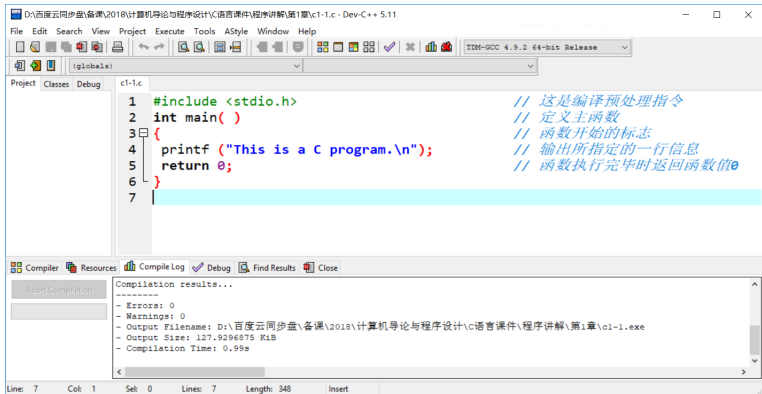 D:\百度云同步盘\备课\2018\计算机导论与程序设计\C语言课件\程序讲解\第1章\c1-1.c - Dev-C++ 5.11
File Edit Search View Project Execute Tools AStyle Window Help
TDM-GCC 4.9.2 64-bit Release
(globals)
Project Classes Debug c1-1.c
1 #include <stdio.h> // 这是编译预处理指令
2 int main( ) // 定义主函数
3 { // 函数开始的标志
4 printf ("This is a C program.\n"); // 输出所指定的一行信息
5 return 0; // 函数执行完毕时返回函数值0
6 }
7
Compiler Resources Compile Log Debug Find Results Close
Abort Compilation
Compilation results...
--------
- Errors: 0
- Warnings: 0
- Output Filename: D:\百度云同步盘\备课\2018\计算机导论与程序设计\C语言课件\程序讲解\第1章\c1-1.exe
- Output Size: 127.9296875 KiB
- Compilation Time: 0.99s
Line: 7 Col: 1 Sel: 0 Lines: 7 Length: 348 Insert